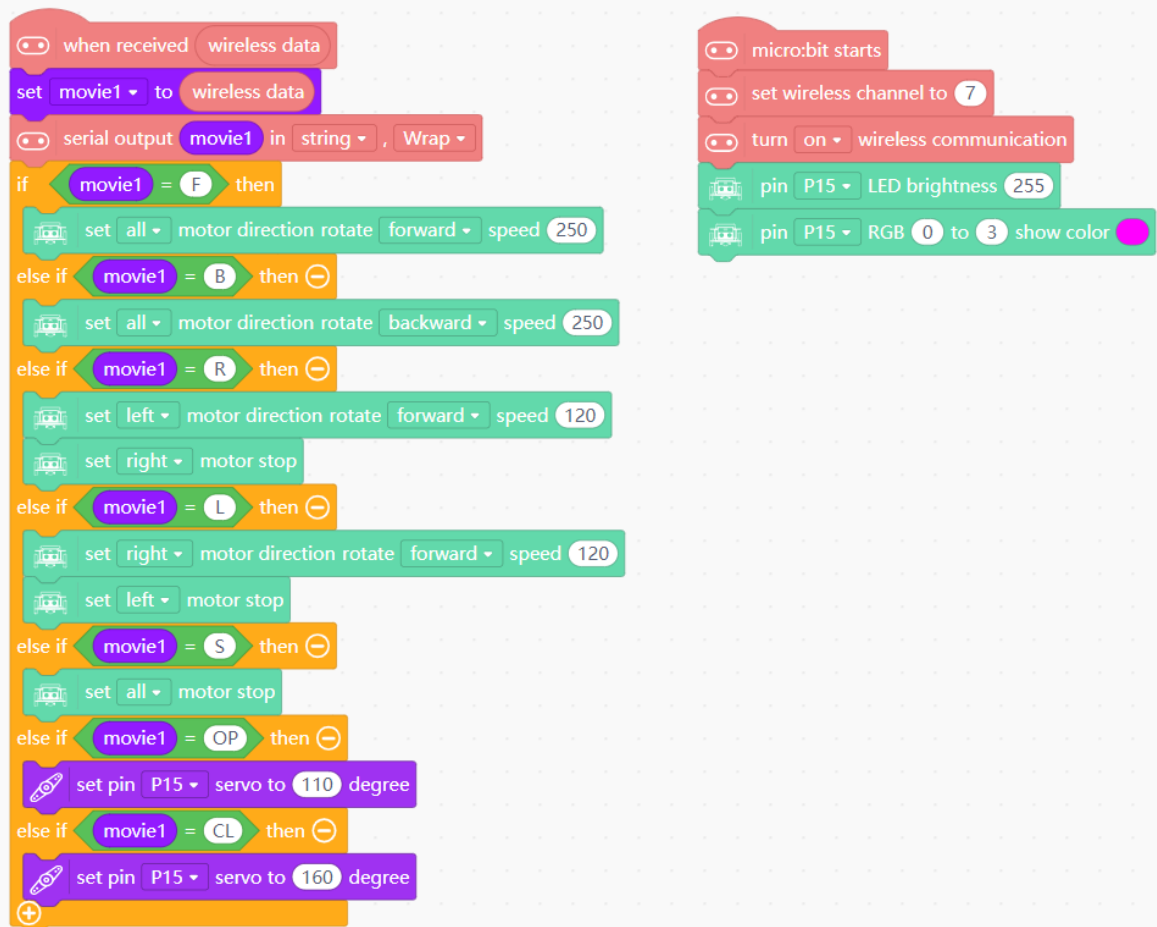 when received wireless data
set movie1 to wireless data
serial output movie1 in string , Wrap
if movie1 = F then
set all motor direction rotate forward speed 250
else if movie1 = B then
set all motor direction rotate backward speed 250
else if movie1 = R then
set left motor direction rotate forward speed 120
set right motor stop
else if movie1 = L then
set right motor direction rotate forward speed 120
set left motor stop
else if movie1 = S then
set all motor stop
else if movie1 = OP then
set pin P15 servo to 110 degree
else if movie1 = CL then
set pin P15 servo to 160 degree
micro:bit starts
set wireless channel to 7
turn on wireless communication
pin P15 LED brightness 255
pin P15 RGB 0 to 3 show color